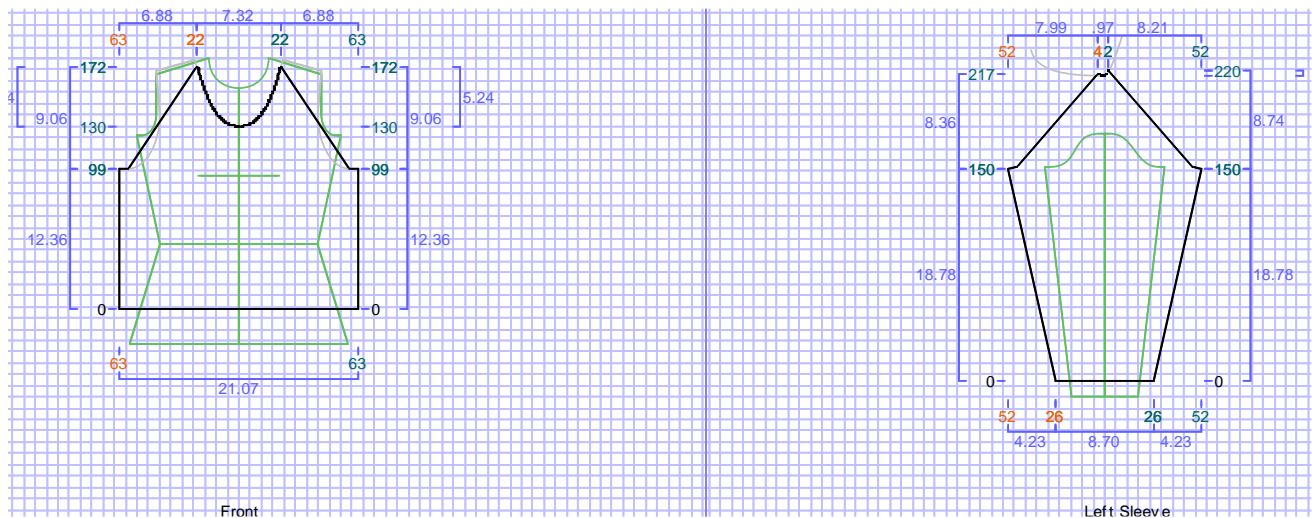 6.88 7.32 6.88
63 22 22 63
172 172
9.06 9.06 5.24
130 130
99 99
12.36 12.36
0 0
63 63
21.07
Front
7.99 .97 8.21
52 4 2 52
217 220
8.36 8.74
150 150
18.78 18.78
0 0
52 26 26 52
4.23 8.70 4.23
Left Sleeve